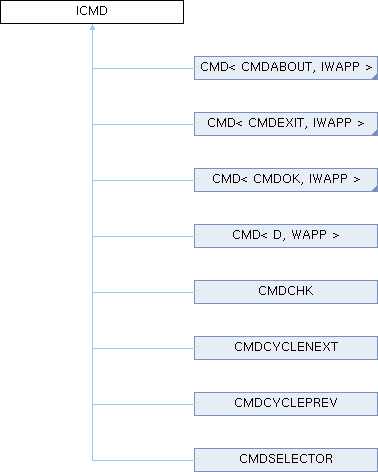 ICMD
CMD< CMDABOUT, IWAPP >
CMD< CMDEXIT, IWAPP >
CMD< CMDOK, IWAPP >
CMD< D, WAPP >
CMDCHK
CMDCYCLENEXT
CMDCYCLEPREV
CMDSELECTOR